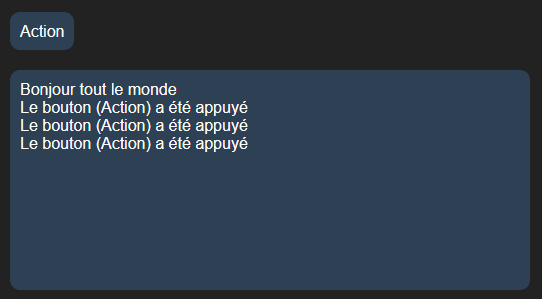 Action
Bonjour tout le monde
Le bouton (Action) a été appuyé
Le bouton (Action) a été appuyé
Le bouton (Action) a été appuyé